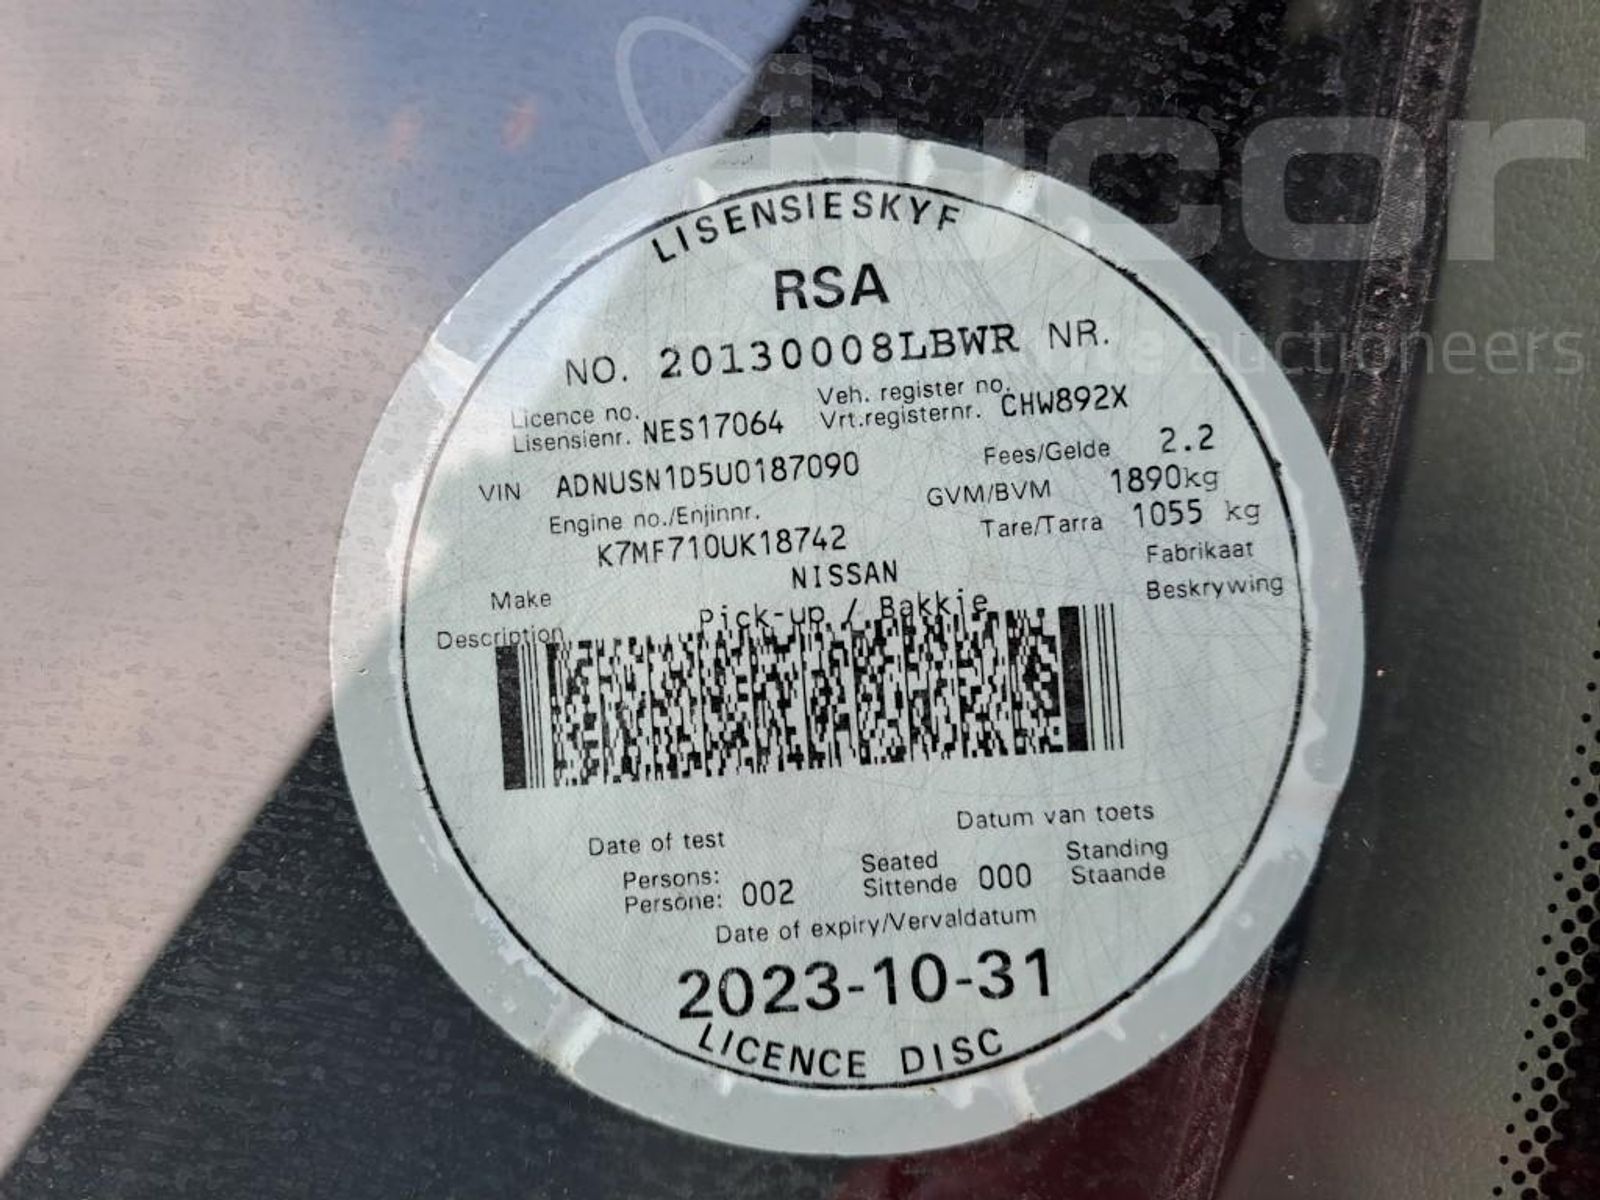 LISENSIESKYF
RSA
NO. 20130008LBWR NR.
Licence no. Veh. register no.
Lisensienr. NES17064 Vrt.registernr. CHW892X
VIN ADNUSN1D5U0187090 Fees/Gelde 2.2
Engine no./Enjinnr. GVM/BVM 1890kg
K7MF710UK18742 Tare/Tarra 1055 kg
Make NISSAN Fabrikaat
Description Pick-up / Bakkie Beskrywing
Date of test Datum van toets
Persons: Seated Standing
Persone: 002 Sittende 000 Staande
Date of expiry/Vervaldatum
2023-10-31
LICENCE DISC
aucor
auctioneers